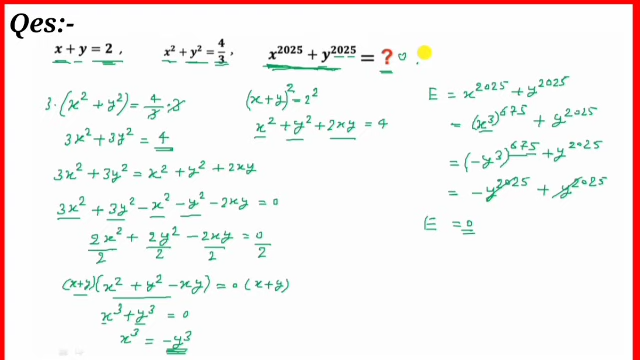 Qes:-
x + y = 2 , x² + y² = 4/3 , x²⁰²⁵ + y²⁰²⁵ = ? 0 .
3·(x² + y²) = 4/3 · 3
3x² + 3y² = 4
3x² + 3y² = x² + y² + 2xy
3x² + 3y² - x² - y² - 2xy = 0
2x²/2 + 2y²/2 - 2xy/2 = 0/2
(x+y)(x² + y² - xy) = 0 (x+y)
x³ + y³ = 0
x³ = -y³
(x+y)² = 2²
x² + y² + 2xy = 4
E = x²⁰²⁵ + y²⁰²⁵
= (x³)⁶⁷⁵ + y²⁰²⁵
= (-y³)⁶⁷⁵ + y²⁰²⁵
= -y²⁰²⁵ + y²⁰²⁵
E = 0